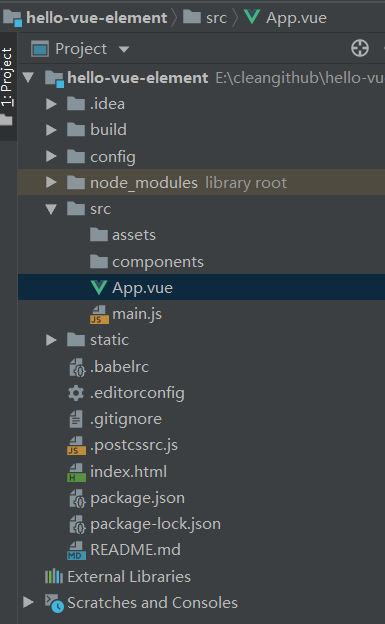 hello-vue-element src App.vue
1: Project
Project
hello-vue-element E:\cleangithub\hello-vu
.idea
build
config
node_modules library root
src
assets
components
App.vue
main.js
static
.babelrc
.editorconfig
.gitignore
.postcssrc.js
index.html
package.json
package-lock.json
README.md
External Libraries
Scratches and Consoles